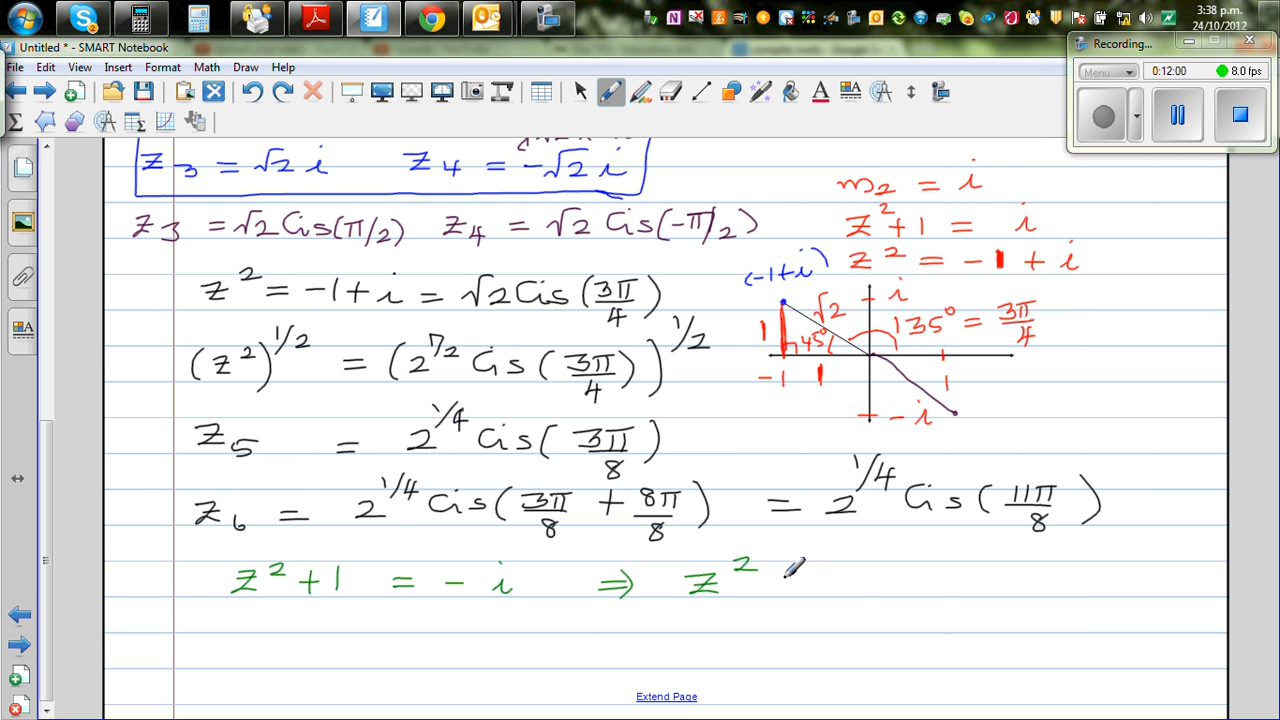 3:38 p.m.
24/10/2012
Untitled * - SMART Notebook
File Edit View Insert Format Math Draw Help
Recording...
Menu 0:12:00 8.0 fps
z₃ = √2 i z₄ = -√2 i
m₂ = i
z₃ = √2 Cis(π/2) z₄ = √2 Cis(-π/2)
z² + 1 = i
z² = -1 + i
z² = -1 + i = √2 Cis(3π/4)
(-1+i)
i
√2
1
45°
135° = 3π/4
-1 1 1
-i
(z²)^1/2 = (2^1/2 Cis(3π/4))^1/2
z₅ = 2^1/4 Cis(3π/8)
z₆ = 2^1/4 Cis(3π/8 + 8π/8) = 2^1/4 Cis(11π/8)
z² + 1 = - i ⇒ z²
Extend Page